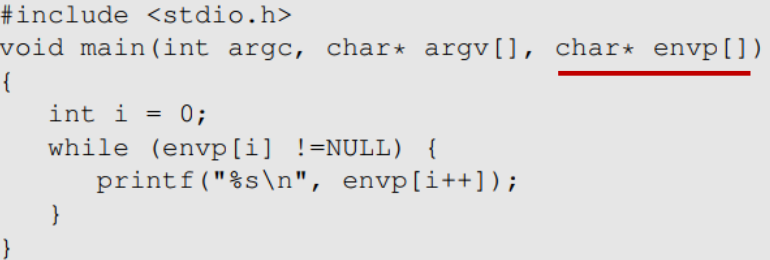 #include <stdio.h>
void main(int argc, char* argv[], char* envp[])
{
   int i = 0;
   while (envp[i] !=NULL) {
      printf("%s\n", envp[i++]);
   }
}